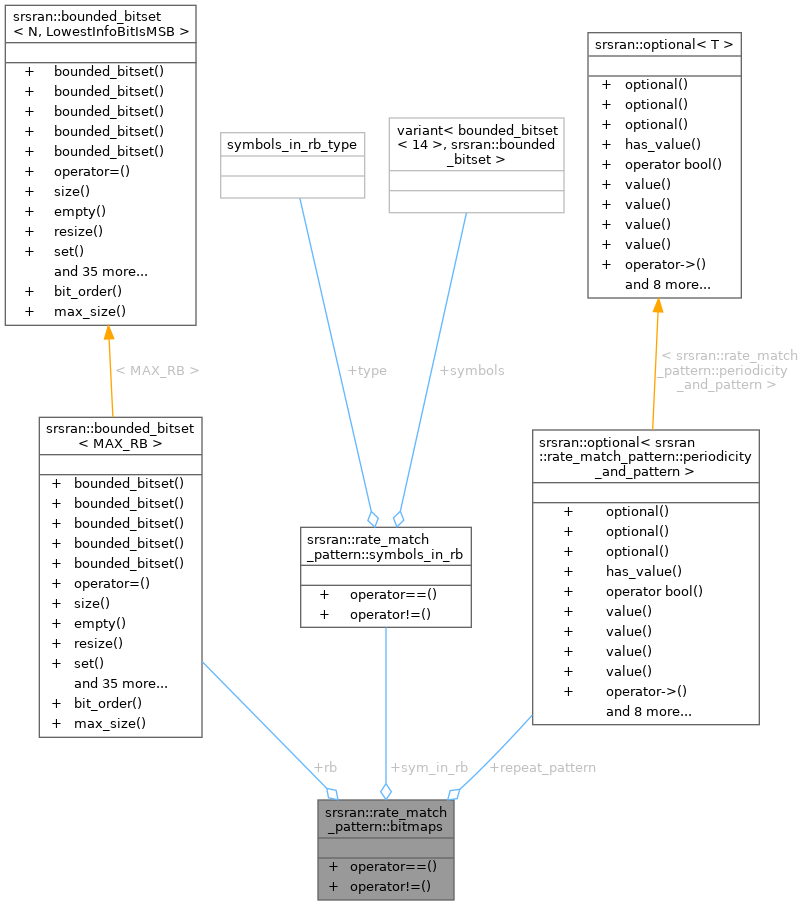 srsran::bounded_bitset
< N, LowestInfoBitIsMSB >
+ bounded_bitset()
+ bounded_bitset()
+ bounded_bitset()
+ bounded_bitset()
+ bounded_bitset()
+ operator=()
+ size()
+ empty()
+ resize()
+ set()
and 35 more...
+ bit_order()
+ max_size()
symbols_in_rb_type
variant< bounded_bitset
< 14 >, srsran::bounded
_bitset >
srsran::optional< T >
+ optional()
+ optional()
+ optional()
+ has_value()
+ operator bool()
+ value()
+ value()
+ value()
+ value()
+ operator->()
and 8 more...
< MAX_RB >
+type
+symbols
< srsran::rate_match
_pattern::periodicity
_and_pattern >
srsran::bounded_bitset
< MAX_RB >
+ bounded_bitset()
+ bounded_bitset()
+ bounded_bitset()
+ bounded_bitset()
+ bounded_bitset()
+ operator=()
+ size()
+ empty()
+ resize()
+ set()
and 35 more...
+ bit_order()
+ max_size()
srsran::rate_match
_pattern::symbols_in_rb
+ operator==()
+ operator!=()
srsran::optional< srsran
::rate_match_pattern::periodicity
_and_pattern >
+ optional()
+ optional()
+ optional()
+ has_value()
+ operator bool()
+ value()
+ value()
+ value()
+ value()
+ operator->()
and 8 more...
+rb
+sym_in_rb
+repeat_pattern
srsran::rate_match
_pattern::bitmaps
+ operator==()
+ operator!=()